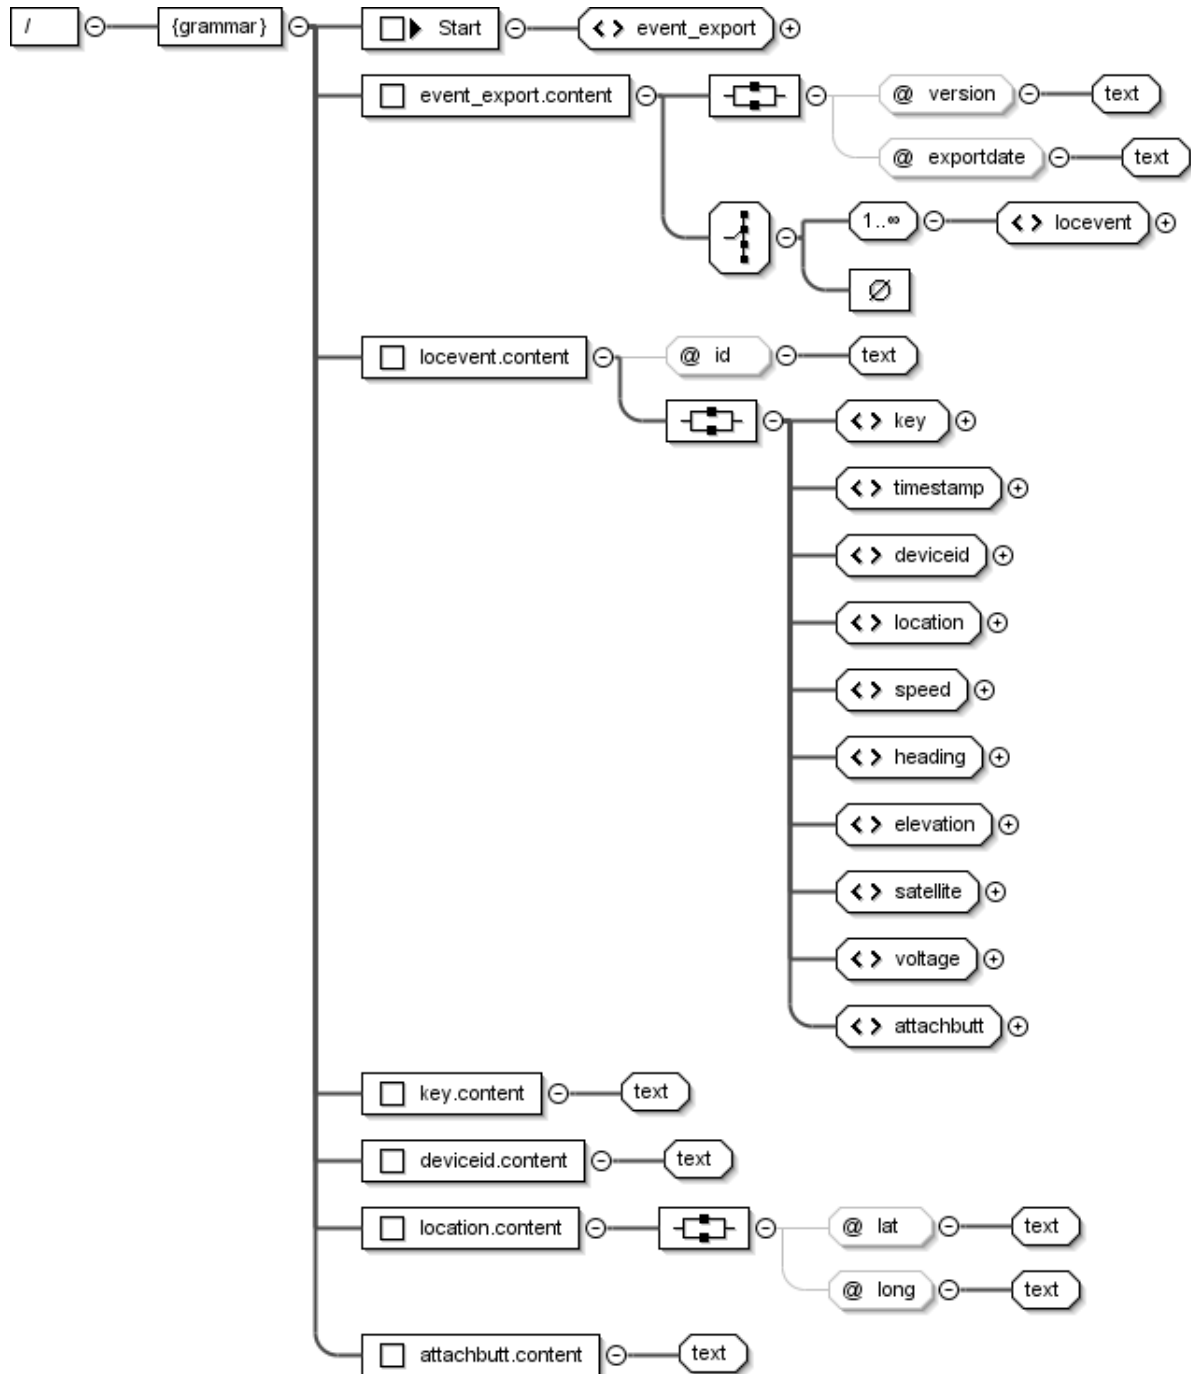 / {grammar} Start event_export
event_export.content @ version text
@ exportdate text
1..∞ locevent
∅
locevent.content @ id text
key
timestamp
deviceid
location
speed
heading
elevation
satellite
voltage
attachbutt
key.content text
deviceid.content text
location.content @ lat text
@ long text
attachbutt.content text